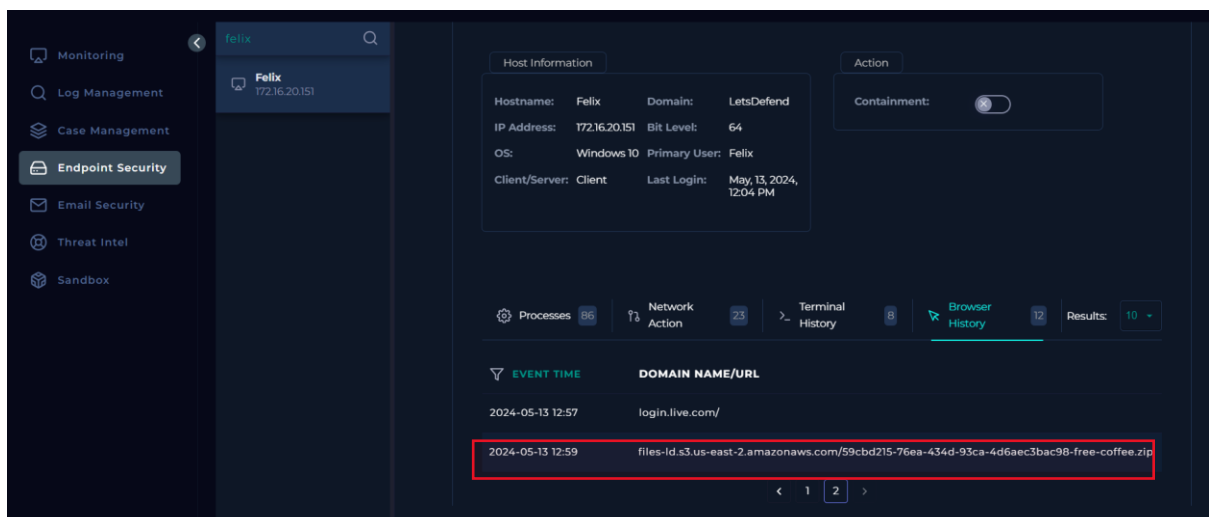 Monitoring
Log Management
Case Management
Endpoint Security
Email Security
Threat Intel
Sandbox
felix
Felix
172.16.20.151
Host Information
Hostname: Felix Domain: LetsDefend
IP Address: 172.16.20.151 Bit Level: 64
OS: Windows 10 Primary User: Felix
Client/Server: Client Last Login: May, 13, 2024,
12:04 PM
Action
Containment:
Processes 86
Network
Action 23
>_ Terminal
History 8
Browser
History 12
Results: 10
EVENT TIME DOMAIN NAME/URL
2024-05-13 12:57 login.live.com/
2024-05-13 12:59 files-ld.s3.us-east-2.amazonaws.com/59cbd215-76ea-434d-93ca-4d6aec3bac98-free-coffee.zip
< 1 2 >